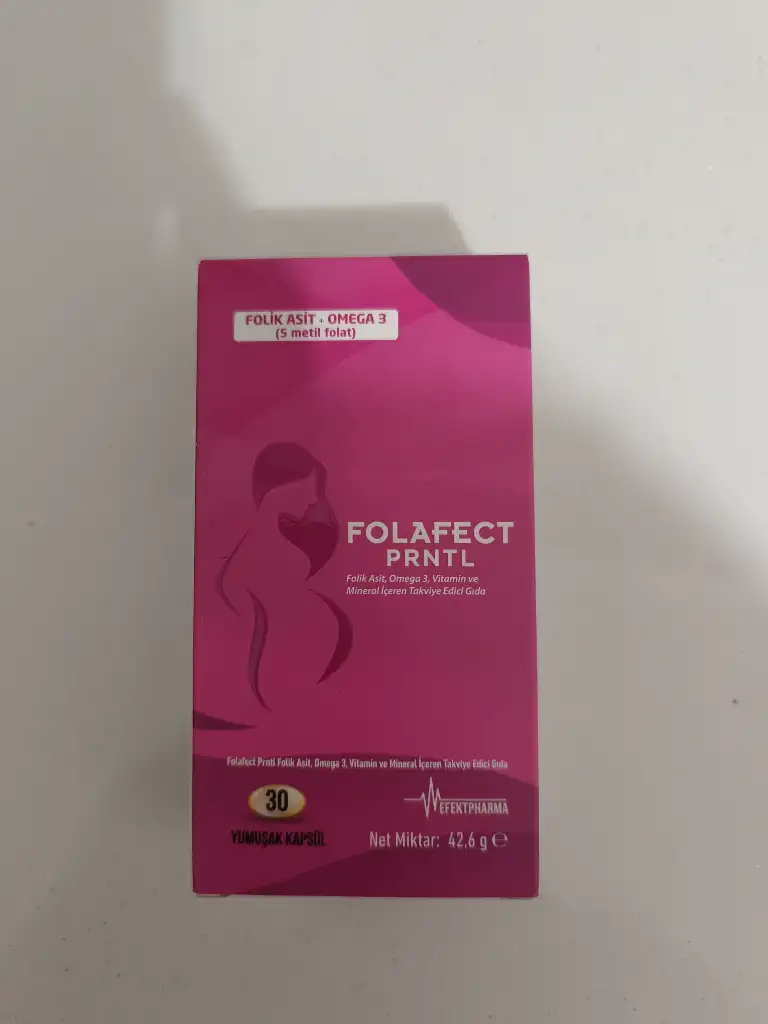 FOLİK ASİT + OMEGA 3
(5 metil folat)
FOLAFECT
PRNTL
Folik Asit, Omega 3, Vitamin ve
Mineral İçeren Takviye Edici Gıda
Folafect Prntl Folik Asit, Omega 3, Vitamin ve Mineral İçeren Takviye Edici Gıda
30
YUMUŞAK KAPSÜL
EFEKTPHARMA
Net Miktar: 42,6 g ℮